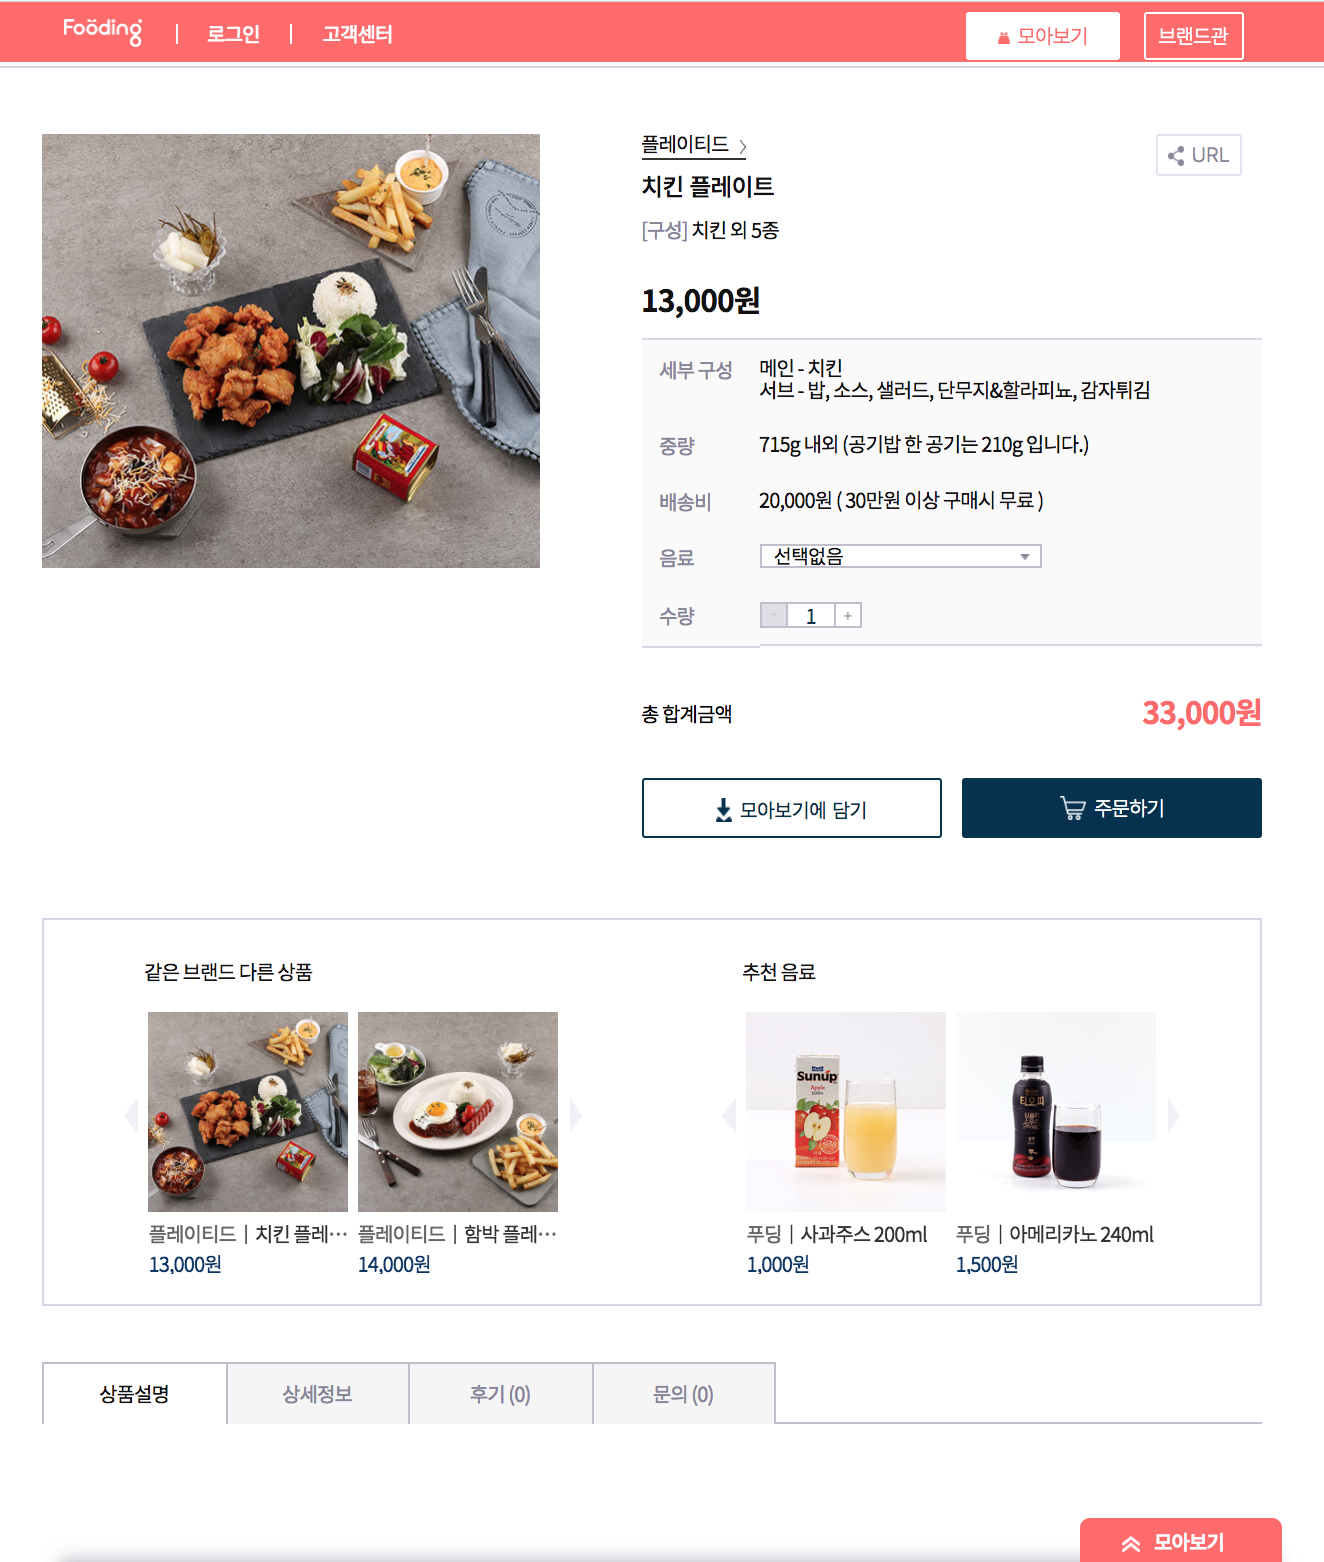 Fooding
로그인
고객센터
모아보기
브랜드관
플레이티드
URL
치킨 플레이트
[구성] 치킨 외 5종
13,000원
세부 구성
메인 - 치킨
서브 - 밥, 소스, 샐러드, 단무지&할라피뇨, 감자튀김
중량
715g 내외 (공기밥 한 공기는 210g 입니다.)
배송비
20,000원 ( 30만원 이상 구매시 무료 )
음료
선택없음
수량
- 1 +
총 합계금액
33,000원
모아보기에 담기
주문하기
같은 브랜드 다른 상품
추천 음료
Sunup
Apple
100%
티오피
플레이티드 | 치킨 플레…
13,000원
플레이티드 | 함박 플레…
14,000원
푸딩 | 사과주스 200ml
1,000원
푸딩 | 아메리카노 240ml
1,500원
상품설명
상세정보
후기 (0)
문의 (0)
모아보기